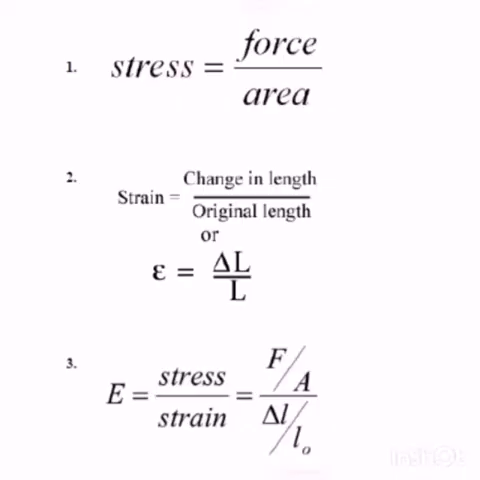 1. stress = force / area
2. Strain = Change in length / Original length
or
ε = ΔL / L
3. E = stress / strain = F/A / Δl/l₀